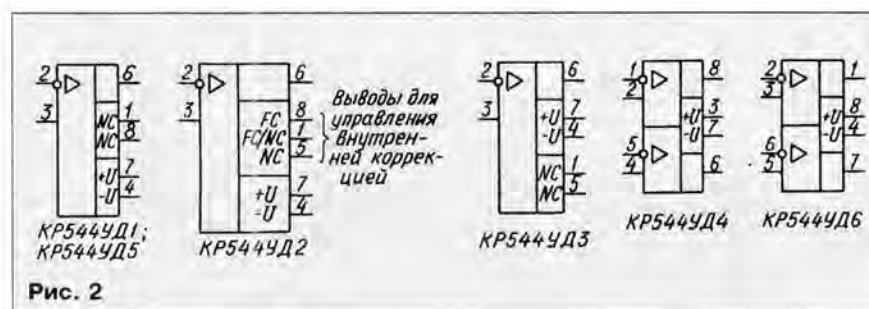 2
3
6
NC 1
NC 8
+U 7
-U 4
КР544УД1;
КР544УД5
2
3
6
FC 8
FC/NC 1
NC 5
+U 7
-U 4
Выводы для
управления
внутрен-
ней коррек-
цией
КР544УД2
2
3
6
+U 7
-U 4
NC 1
NC 5
КР544УД3
1
2
5
4
8
+U 3
-U 7
6
КР544УД4
2
3
6
5
1
+U 8
-U 4
7
КР544УД6
Рис. 2